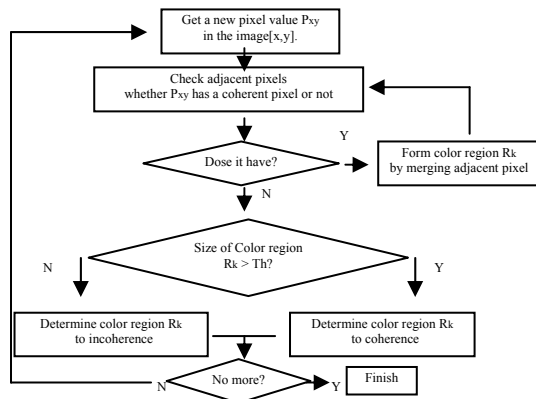 Get a new pixel value Pxy
in the image[x,y].
Check adjacent pixels
whether Pxy has a coherent pixel or not
Y
Dose it have?
Form color region Rk
by merging adjacent pixel
N
Size of Color region
Rk > Th?
N
Y
Determine color region Rk
to incoherence
Determine color region Rk
to coherence
N
No more?
Y
Finish